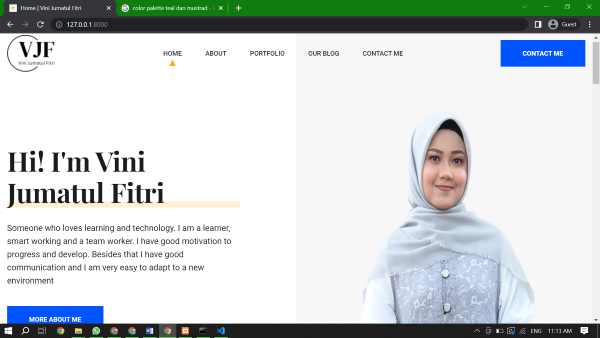 Home | Vini Jumatul Fitri
color palette teal dan mustrad -
127.0.0.1:8000
Guest
VJF
Vini Jumatul Fitri
HOME
ABOUT
PORTFOLIO
OUR BLOG
CONTACT ME
CONTACT ME
Hi! I'm Vini
Jumatul Fitri
Someone who loves learning and technology. I am a learner,
smart working and a team worker. I have good motivation to
progress and develop. Besides that I have good
communication and I am very easy to adapt to a new
environment
MORE ABOUT ME
ENG
11:13 AM